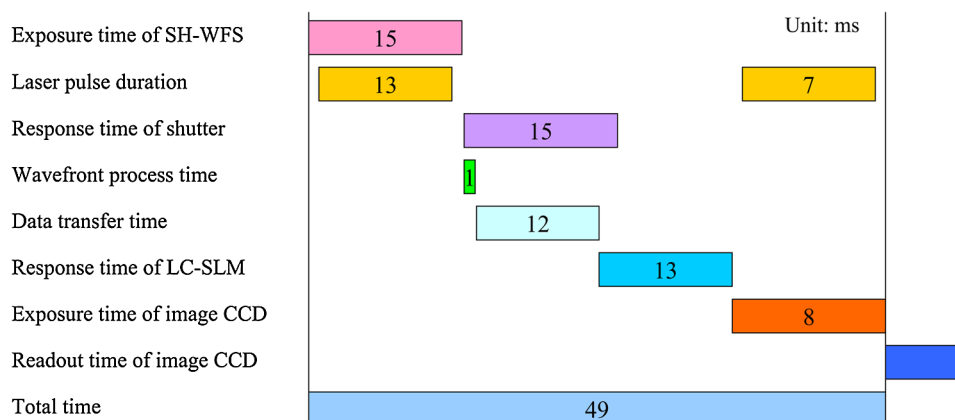 Unit: ms
Exposure time of SH-WFS 15
Laser pulse duration 13 7
Response time of shutter 15
Wavefront process time 1
Data transfer time 12
Response time of LC-SLM 13
Exposure time of image CCD 8
Readout time of image CCD
Total time 49